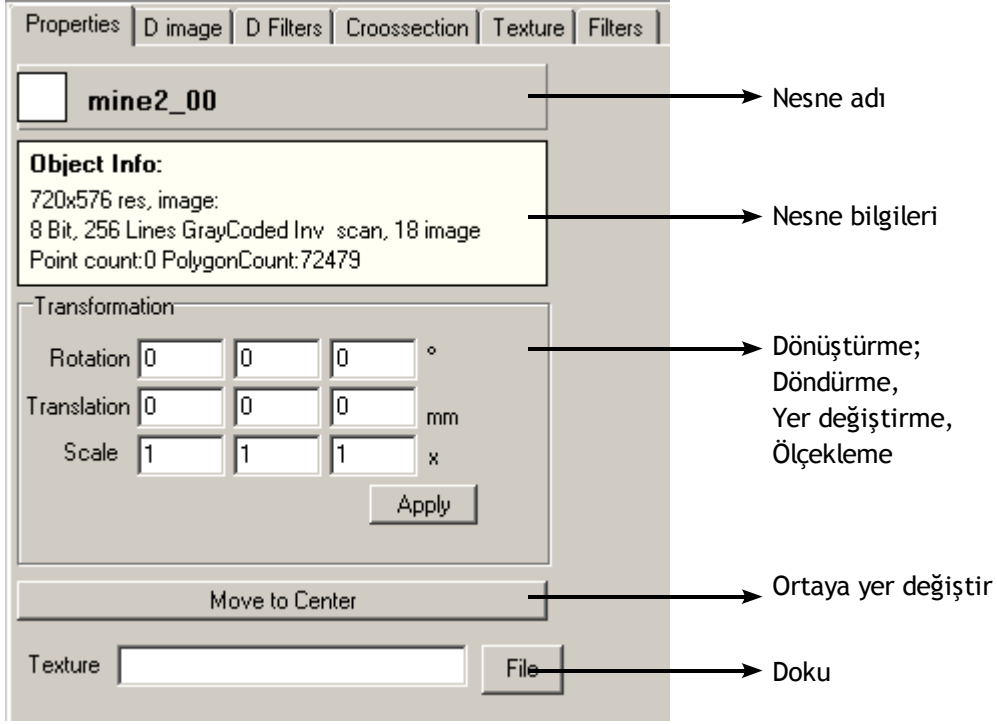 Properties D image D Filters Croossection Texture Filters
mine2_00
Nesne adı
Object Info:
720x576 res, image:
8 Bit, 256 Lines GrayCoded Inv scan, 18 image
Point count:0 PolygonCount:72479
Nesne bilgileri
Transformation
Rotation 0 0 0 °
Translation 0 0 0 mm
Scale 1 1 1 x
Apply
Dönüştürme;
Döndürme,
Yer değiştirme,
Ölçekleme
Move to Center
Ortaya yer değiştir
Texture File
Doku